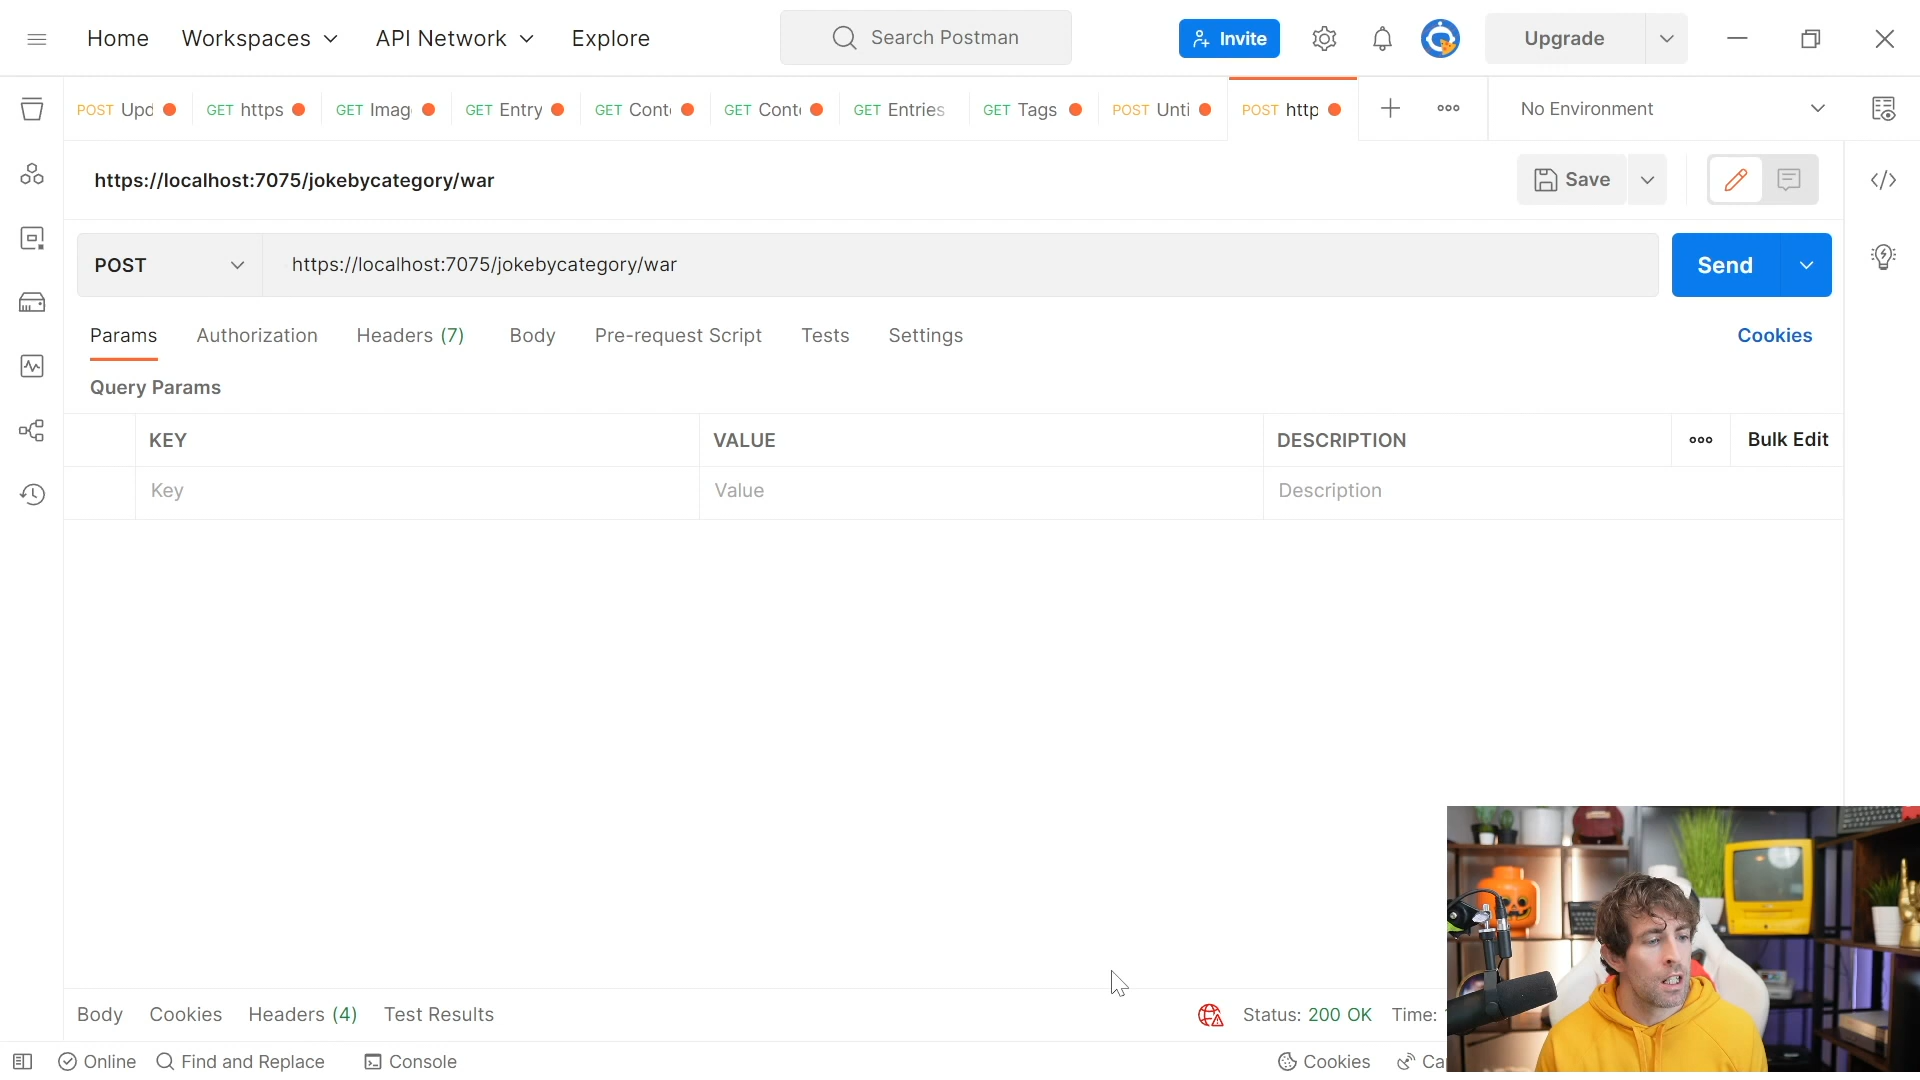 Home Workspaces API Network Explore Search Postman Invite Upgrade
POST Upd GET https GET Imag GET Entry GET Cont GET Cont GET Entries GET Tags POST Unti POST http No Environment
https://localhost:7075/jokebycategory/war Save
POST https://localhost:7075/jokebycategory/war Send
Params Authorization Headers (7) Body Pre-request Script Tests Settings Cookies
Query Params
KEY VALUE DESCRIPTION Bulk Edit
Key Value Description
Body Cookies Headers (4) Test Results Status: 200 OK Time:
Online Find and Replace Console Cookies